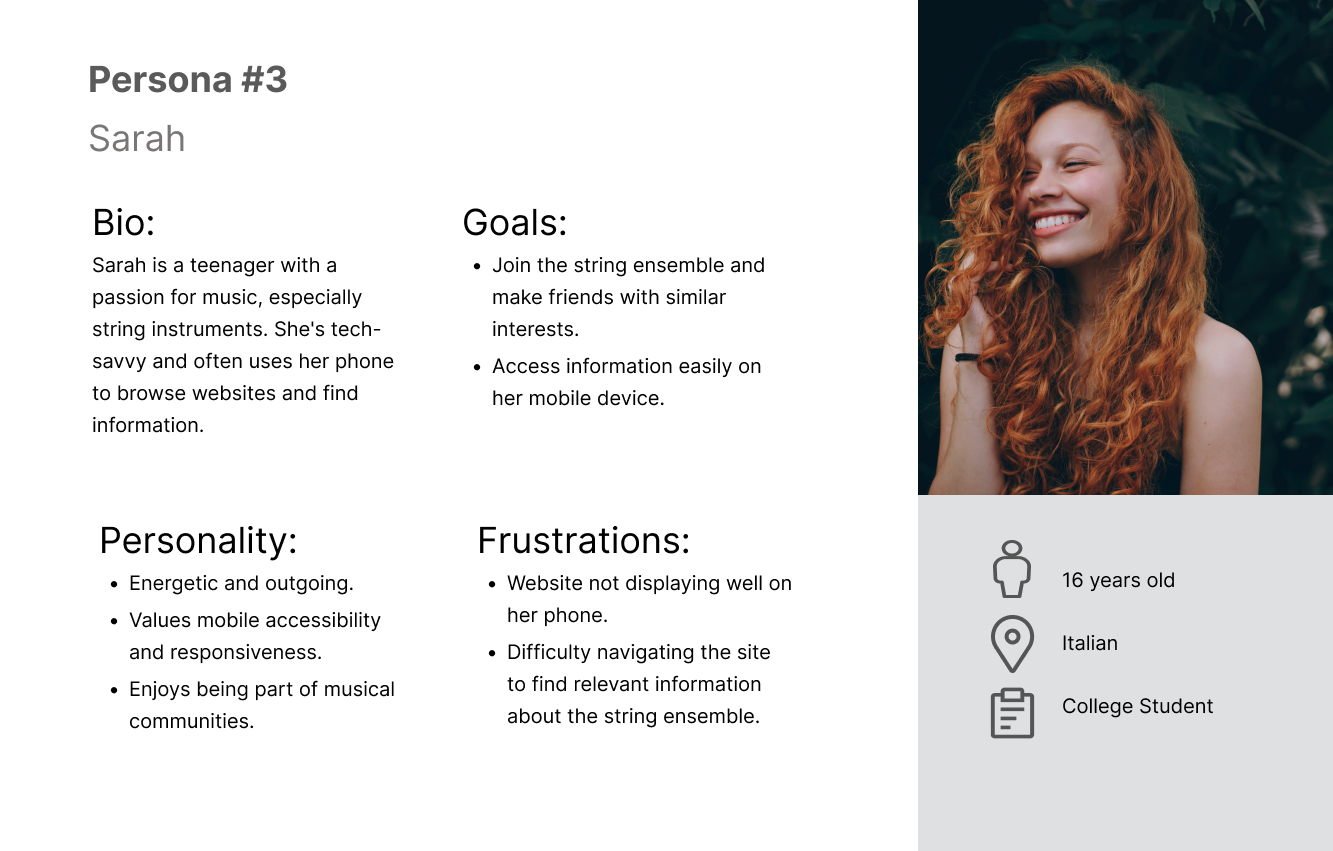 Persona #3
Sarah
Bio:
Sarah is a teenager with a
passion for music, especially
string instruments. She's tech-
savvy and often uses her phone
to browse websites and find
information.
Goals:
• Join the string ensemble and
make friends with similar
interests.
• Access information easily on
her mobile device.
Personality:
• Energetic and outgoing.
• Values mobile accessibility
and responsiveness.
• Enjoys being part of musical
communities.
Frustrations:
• Website not displaying well on
her phone.
• Difficulty navigating the site
to find relevant information
about the string ensemble.
16 years old
Italian
College Student